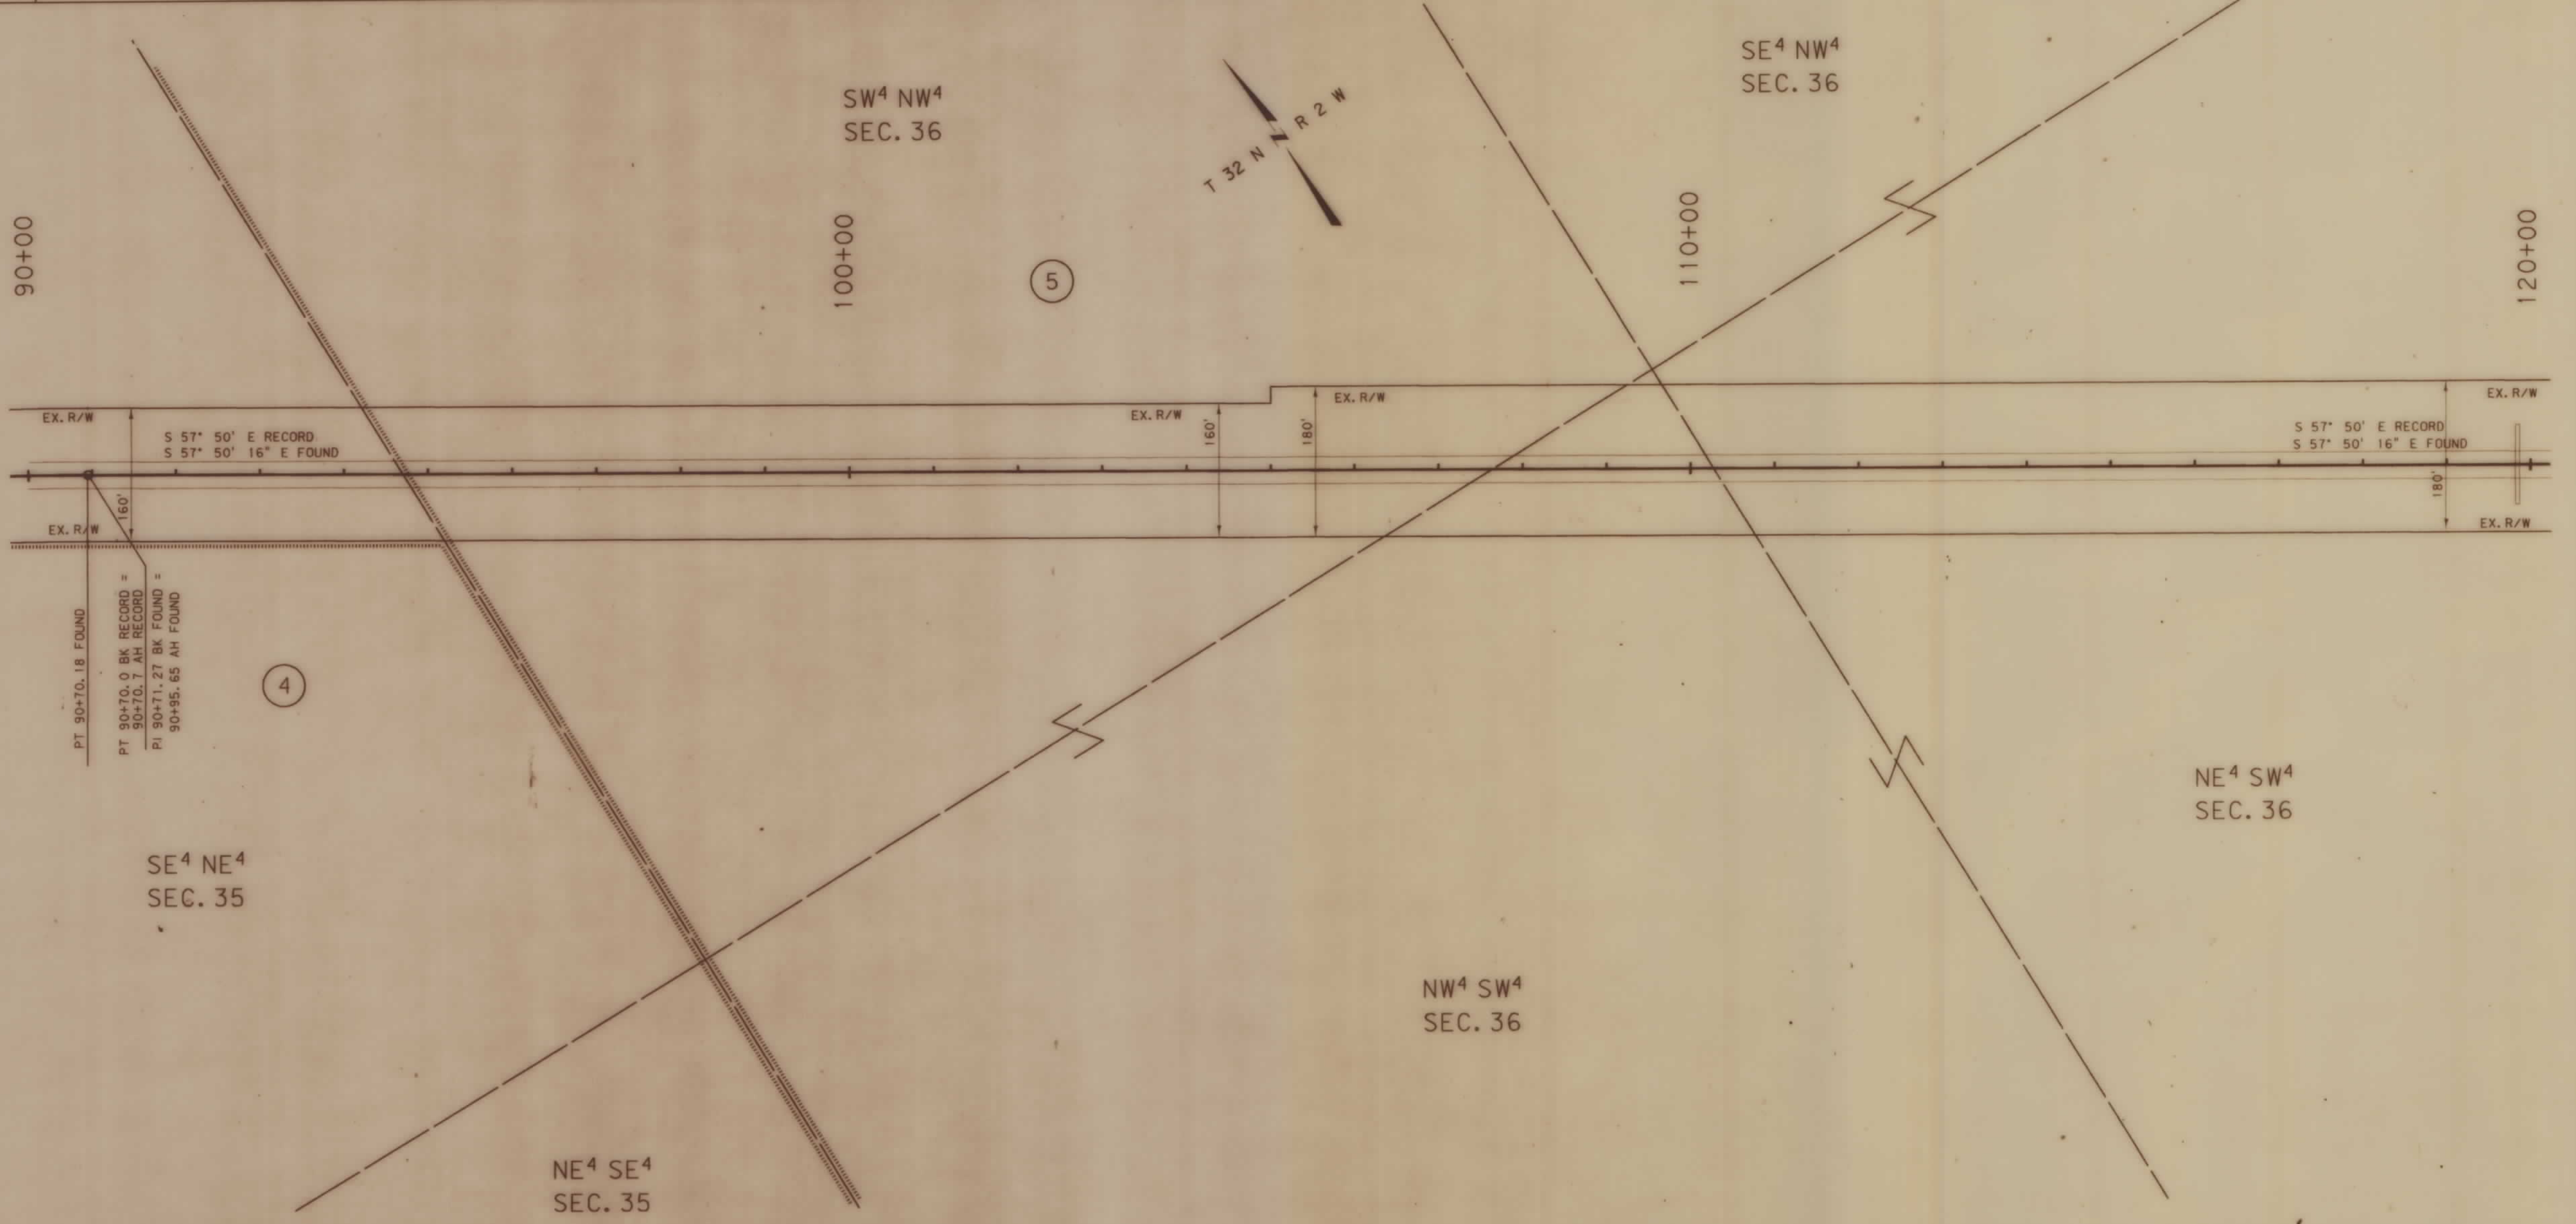 SE⁴ NW⁴
SEC. 36
SW⁴ NW⁴
SEC. 36
T 32 N R 2 W
N
90+00
100+00
110+00
120+00
5
EX. R/W
EX. R/W
EX. R/W
EX. R/W
S 57° 50' E RECORD
S 57° 50' 16" E FOUND
160'
180'
S 57° 50' E RECORD
S 57° 50' 16" E FOUND
160'
180'
EX. R/W
EX. R/W
PT 90+70.18 FOUND
PT 90+70.0 BK RECORD =
90+70.7 AH RECORD
PI 90+71.27 BK FOUND =
90+95.65 AH FOUND
4
NE⁴ SW⁴
SEC. 36
SE⁴ NE⁴
SEC. 35
NW⁴ SW⁴
SEC. 36
NE⁴ SE⁴
SEC. 35